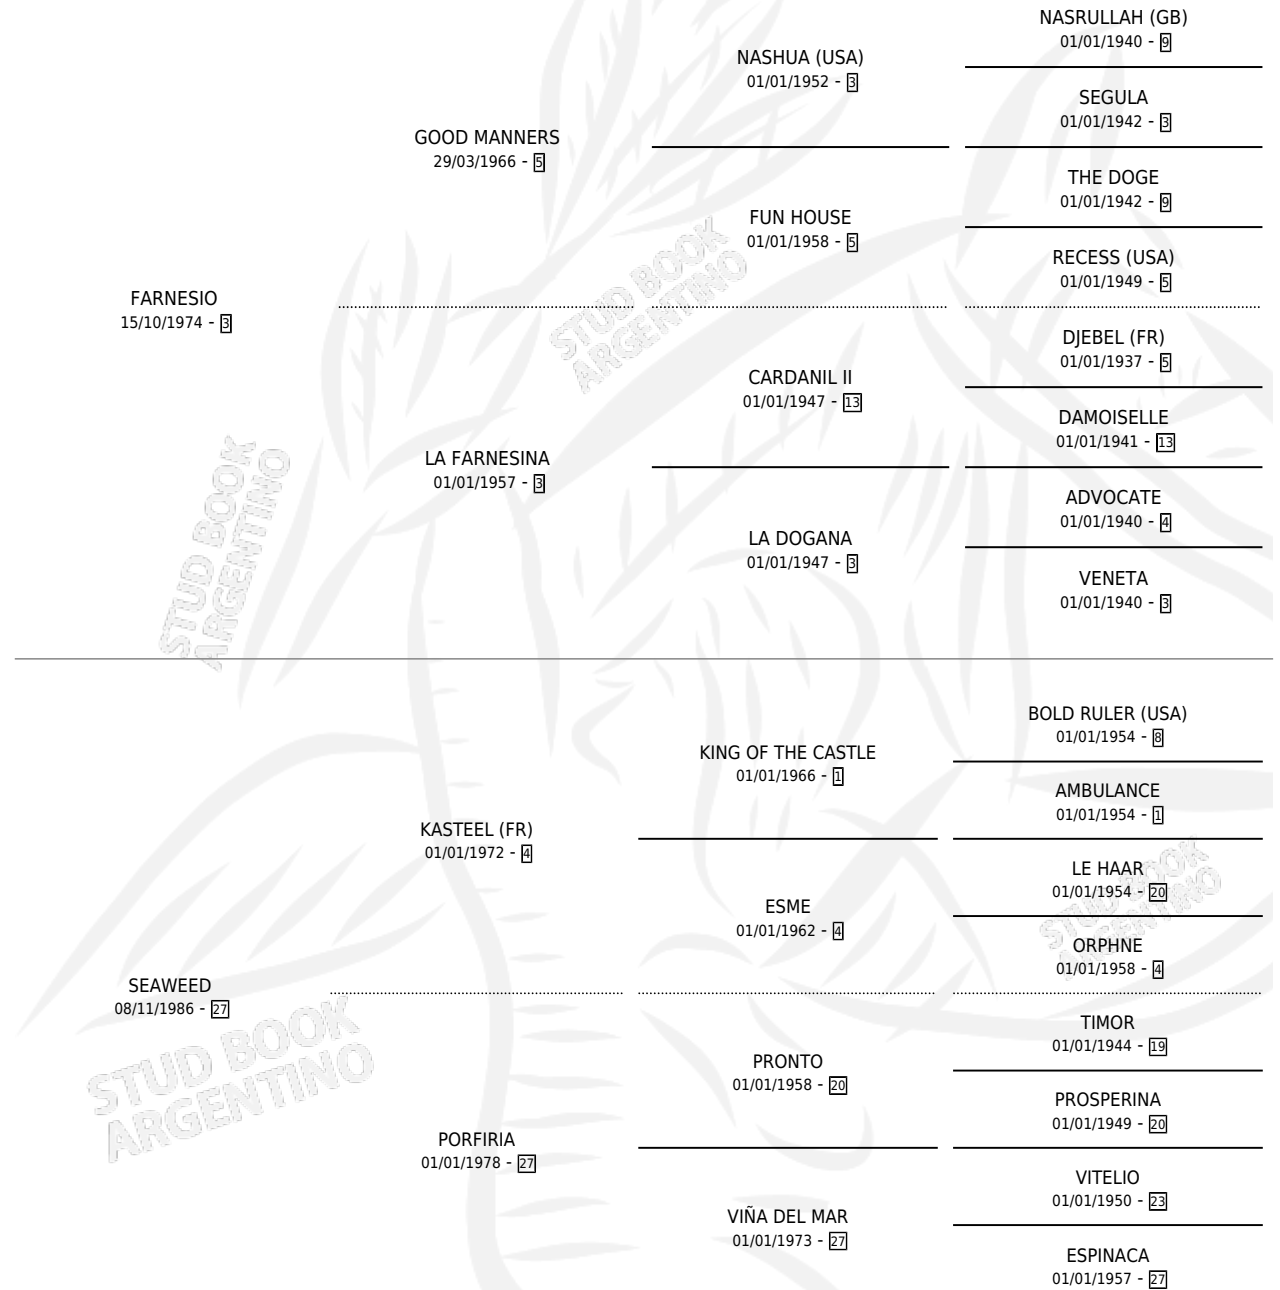 NASRULLAH (GB)
01/01/1940 - 9
NASHUA (USA)
01/01/1952 - 3
SEGULA
01/01/1942 - 3
GOOD MANNERS
29/03/1966 - 5
THE DOGE
01/01/1942 - 9
FUN HOUSE
01/01/1958 - 5
RECESS (USA)
01/01/1949 - 5
FARNESIO
15/10/1974 - 3
DJEBEL (FR)
01/01/1937 - 5
CARDANIL II
01/01/1947 - 13
DAMOISELLE
01/01/1941 - 13
LA FARNESINA
01/01/1957 - 3
ADVOCATE
01/01/1940 - 4
LA DOGANA
01/01/1947 - 3
VENETA
01/01/1940 - 3
STUD BOOK
ARGENTINO
STUD BOOK
ARGENTINO
BOLD RULER (USA)
01/01/1954 - 8
KING OF THE CASTLE
01/01/1966 - 1
AMBULANCE
01/01/1954 - 1
KASTEEL (FR)
01/01/1972 - 4
LE HAAR
01/01/1954 - 20
ESME
01/01/1962 - 4
ORPHNE
01/01/1958 - 4
SEAWEED
08/11/1986 - 27
TIMOR
01/01/1944 - 19
PRONTO
01/01/1958 - 20
PROSPERINA
01/01/1949 - 20
PORFIRIA
01/01/1978 - 27
VITELIO
01/01/1950 - 23
VIÑA DEL MAR
01/01/1973 - 27
ESPINACA
01/01/1957 - 27
STUD BOOK
ARGENTINO
STUD BOOK
ARGENTINO